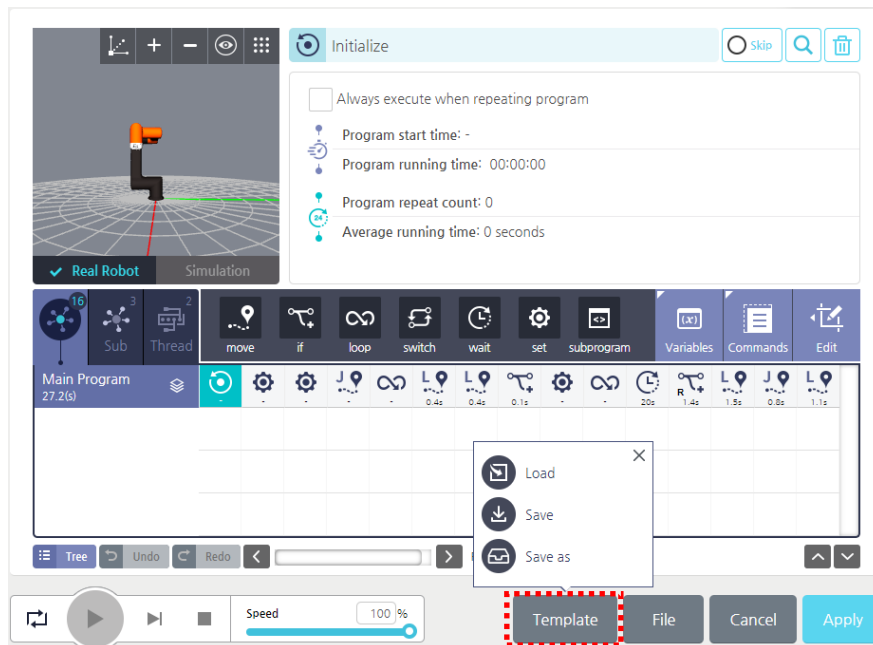 Initialize
Skip
Always execute when repeating program
Program start time: -
Program running time: 00:00:00
Program repeat count: 0
24
Average running time: 0 seconds
Real Robot
Simulation
16
3
2
Sub
Thread
move
if
loop
switch
wait
set
subprogram
(x)
Variables
Commands
Edit
Main Program
27.2(s)
J
L
L
R
L
J
L
- - - - - 0.4s 0.4s 0.1s - - 20s 1.4s 1.5s 0.8s 1.1s
Load
Save
Save as
Tree
Undo
Redo
Speed
100 %
Template
File
Cancel
Apply